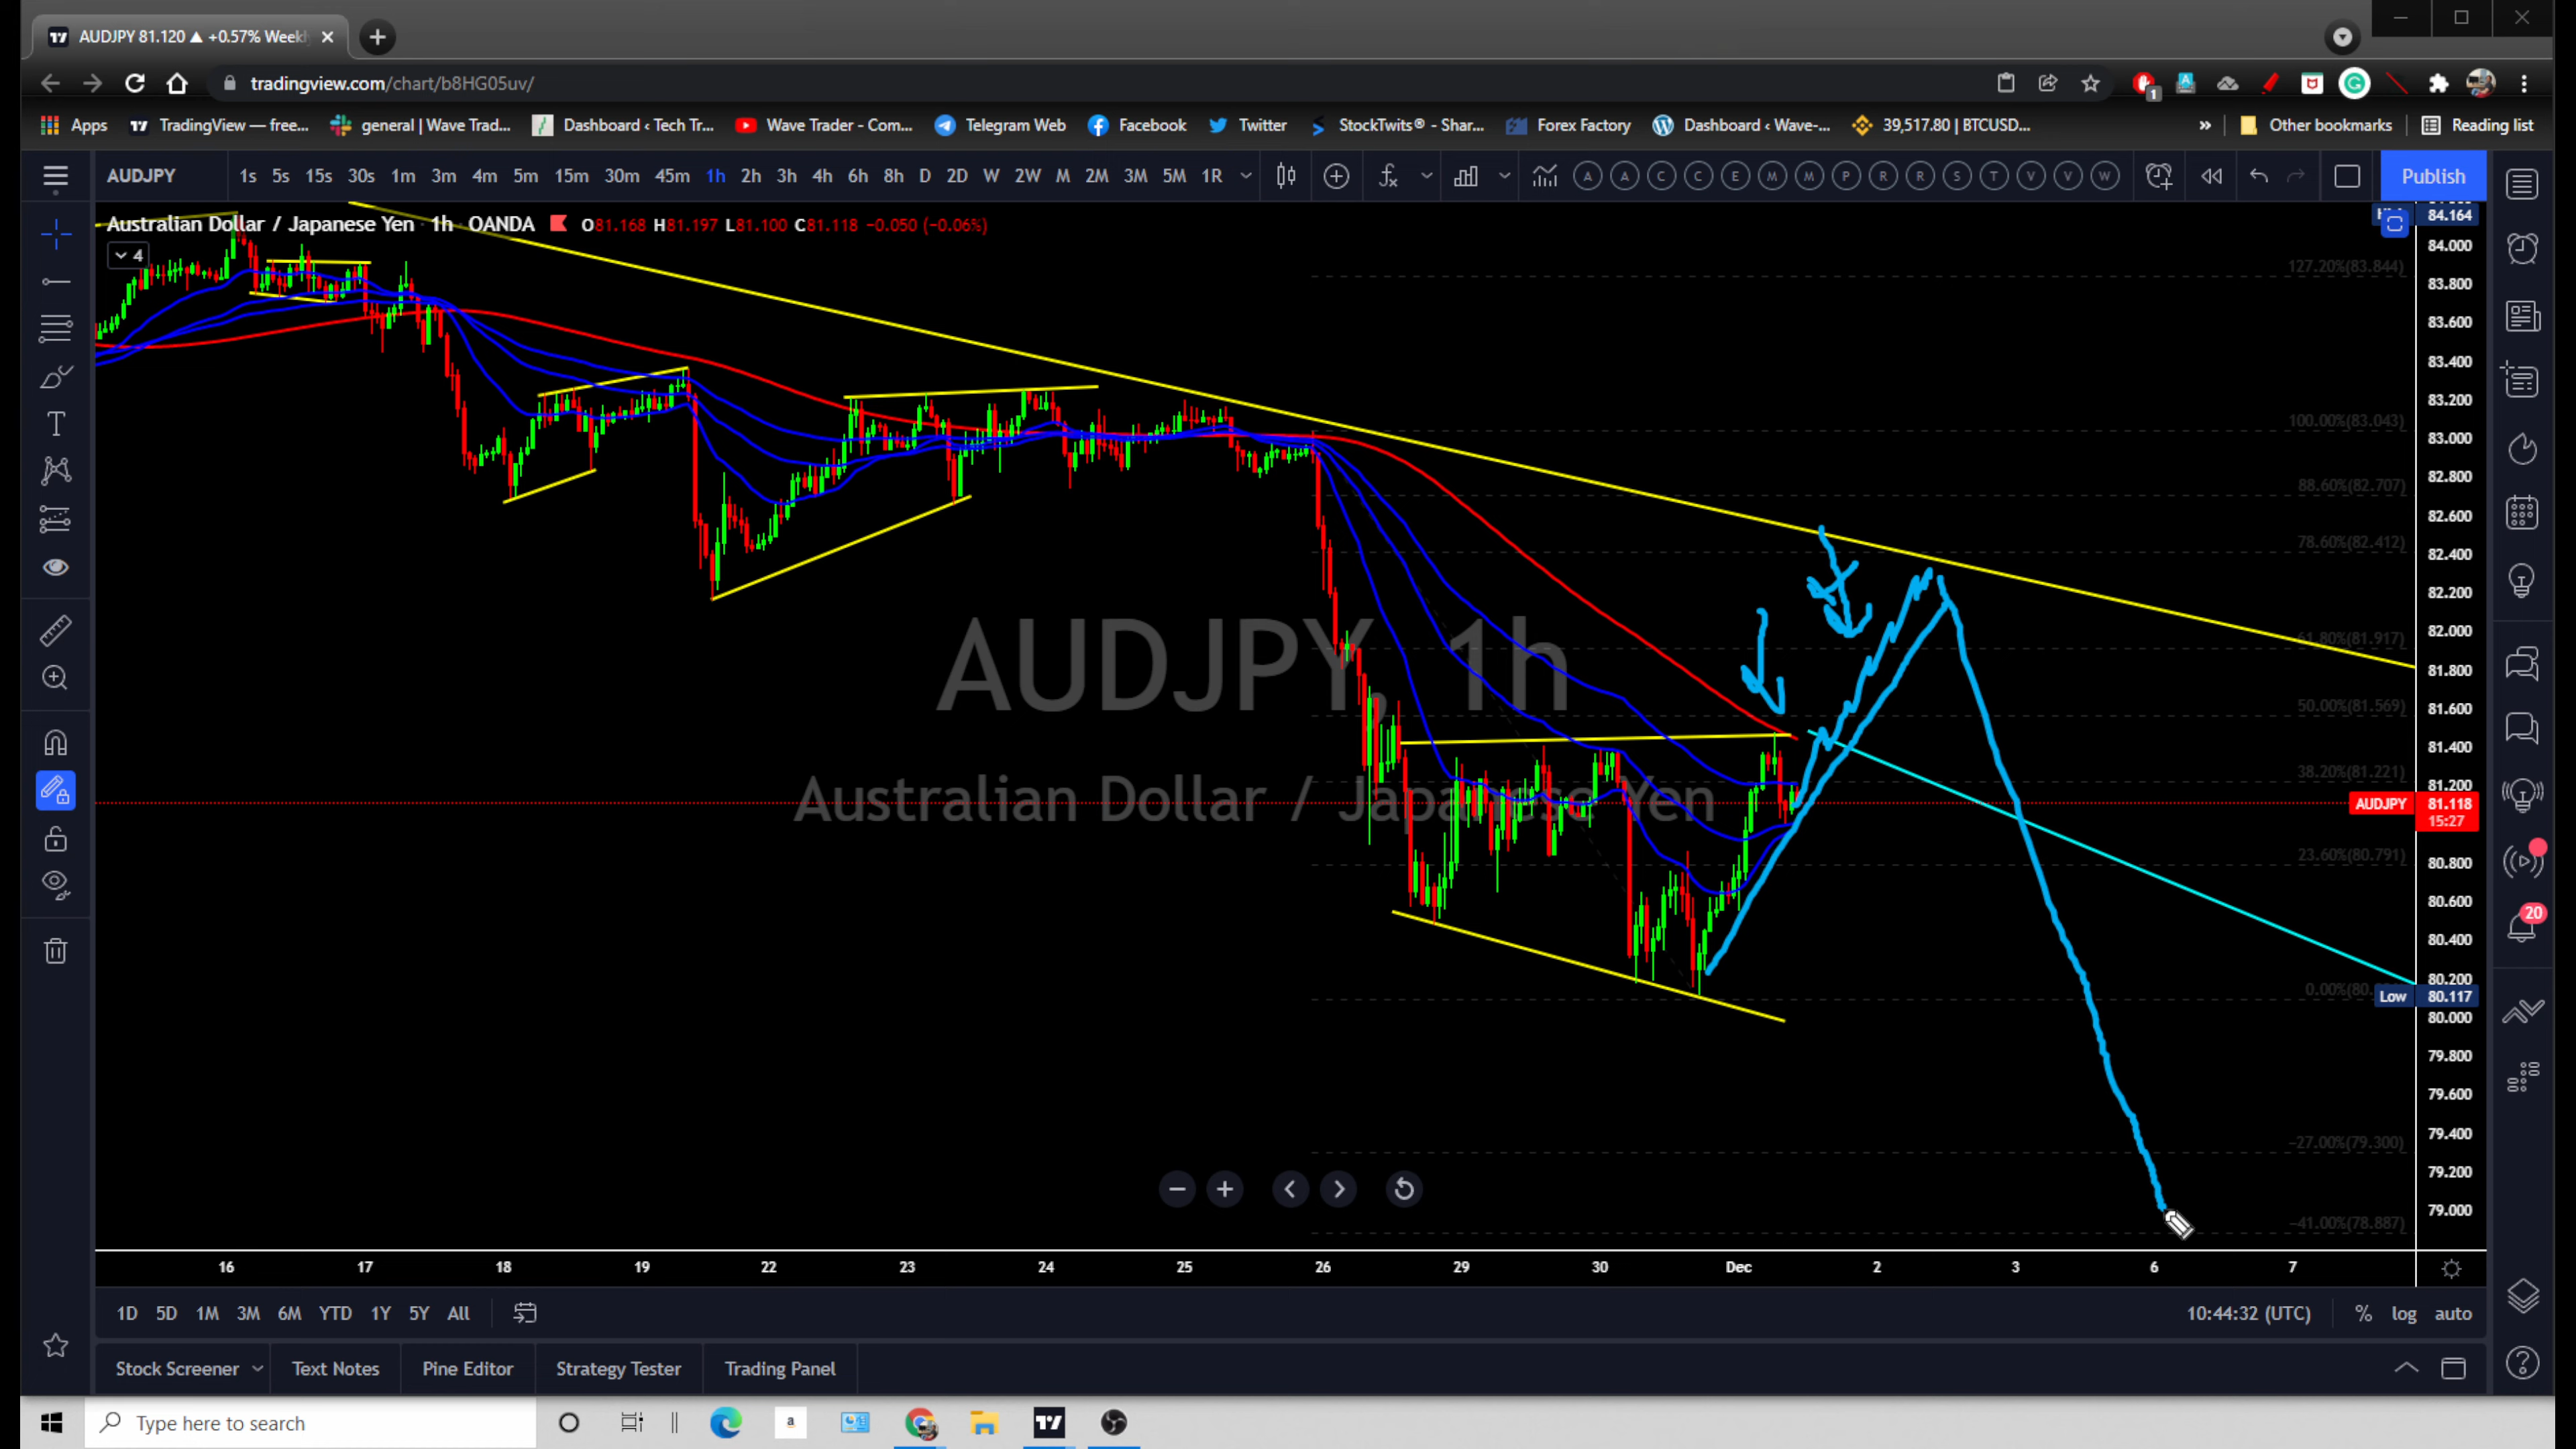 AUDJPY 81.120 ▲ +0.57% Weekl
tradingview.com/chart/b8HG05uv/
1
Apps TradingView — free... general | Wave Trad... Dashboard ‹ Tech Tr... Wave Trader - Com... Telegram Web Facebook Twitter StockTwits® - Shar... Forex Factory Dashboard ‹ Wave-... 39,517.80 | BTCUSD... » Other bookmarks Reading list
AUDJPY 1s 5s 15s 30s 1m 3m 4m 5m 15m 30m 45m 1h 2h 3h 4h 6h 8h D 2D W 2W M 2M 3M 5M 1R A A C C E M M P R R S T V V W Publish
Australian Dollar / Japanese Yen · 1h · OANDA O81.168 H81.197 L81.100 C81.118 -0.050 (-0.06%)
4
84.164
84.000
127.20%(83.844)
83.800
83.600
83.400
83.200
100.00%(83.043)
83.000
82.800
88.60%(82.707)
82.600
78.60%(82.412)
82.400
82.200
82.000
61.80%(81.917)
81.800
50.00%(81.569)
81.600
81.400
38.20%(81.221)
81.200
AUDJPY 81.118
15:27
23.60%(80.791)
80.800
80.600
80.400
80.200
0.00%(80.
Low 80.117
80.000
79.800
79.600
79.400
-27.00%(79.300)
79.200
79.000
-41.00%(78.887)
AUDJPY, 1h
Australian Dollar / Japanese Yen
20
16 17 18 19 22 23 24 25 26 29 30 Dec 2 3 6 7
1D 5D 1M 3M 6M YTD 1Y 5Y All 10:44:32 (UTC) % log auto
Stock Screener Text Notes Pine Editor Strategy Tester Trading Panel
Type here to search
a